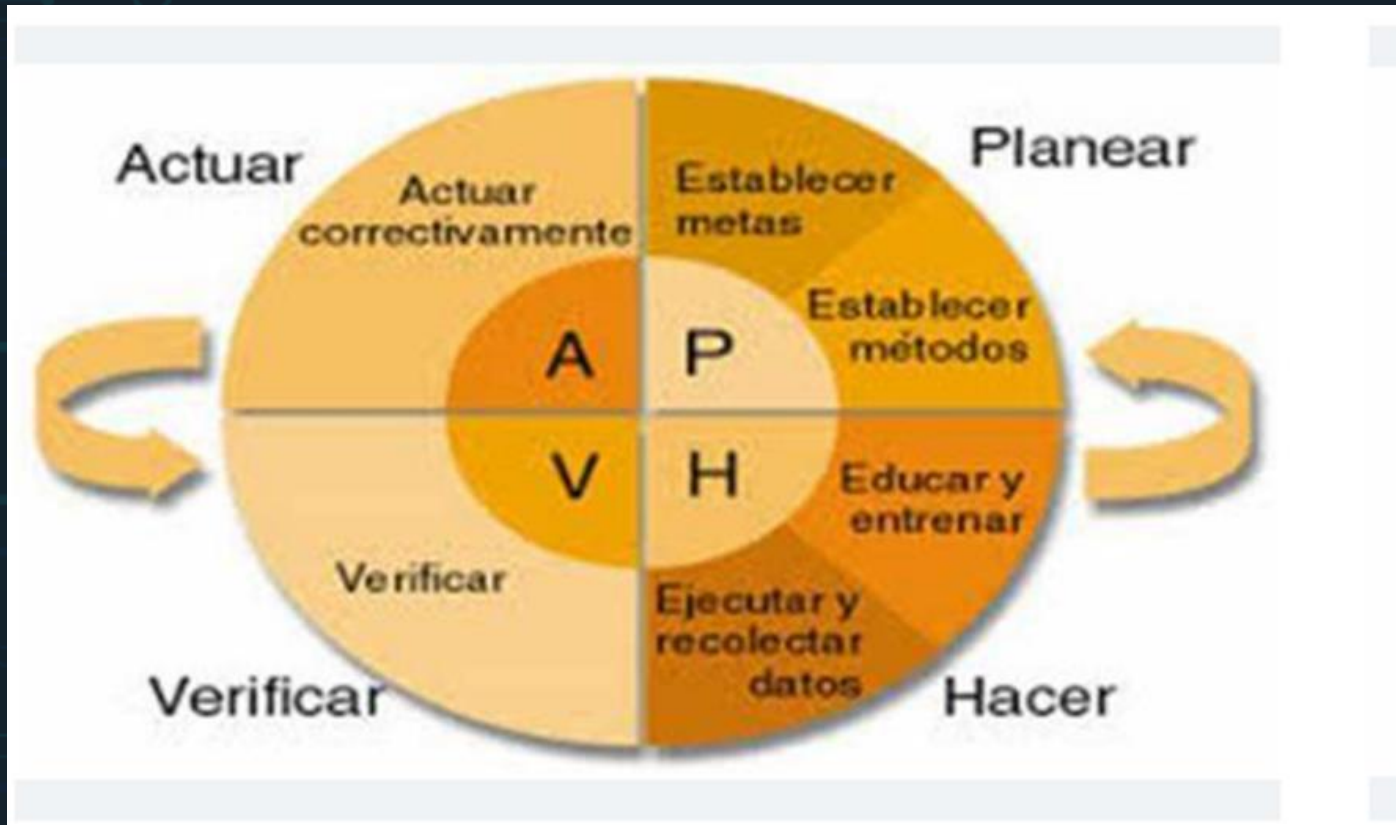 Actuar
Planear
Actuar
correctivamente
Establecer
metas
Establecer
métodos
A
P
V
H
Educar y
entrenar
Verificar
Ejecutar y
recolectar
datos
Verificar
Hacer